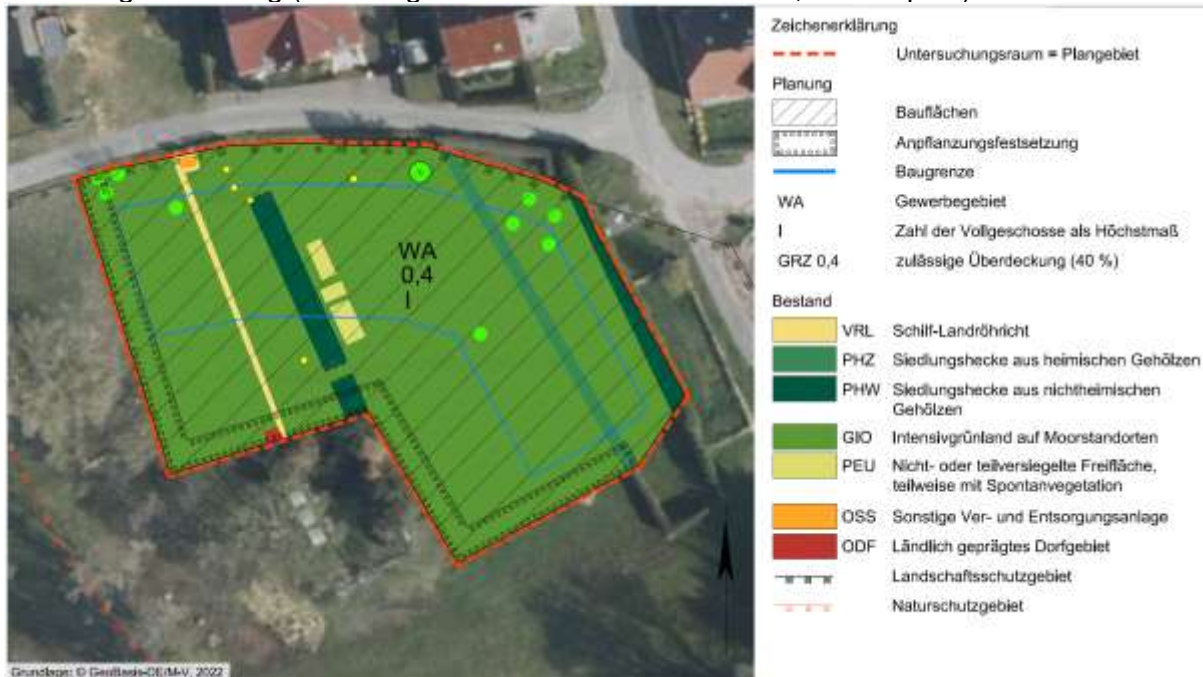 Zeichenerklärung
Untersuchungsraum = Plangebiet
Planung
Bauflächen
Anpflanzungsfestsetzung
Baugrenze
WA Gewerbegebiet
I Zahl der Vollgeschosse als Höchstmaß
GRZ 0,4 zulässige Überdeckung (40 %)
Bestand
VRL Schilf-Landröhricht
PHZ Siedlungshecke aus heimischen Gehölzen
PHW Siedlungshecke aus nichtheimischen
Gehölzen
GIO Intensivgrünland auf Moorstandorten
PEU Nicht- oder teilversiegelte Freifläche,
teilweise mit Spontanvegetation
OSS Sonstige Ver- und Entsorgungsanlage
ODF Ländlich geprägtes Dorfgebiet
Landschaftsschutzgebiet
Naturschutzgebiet
WA
0,4
I
Grundlage: © GeoBasis-DE/M-V, 2022